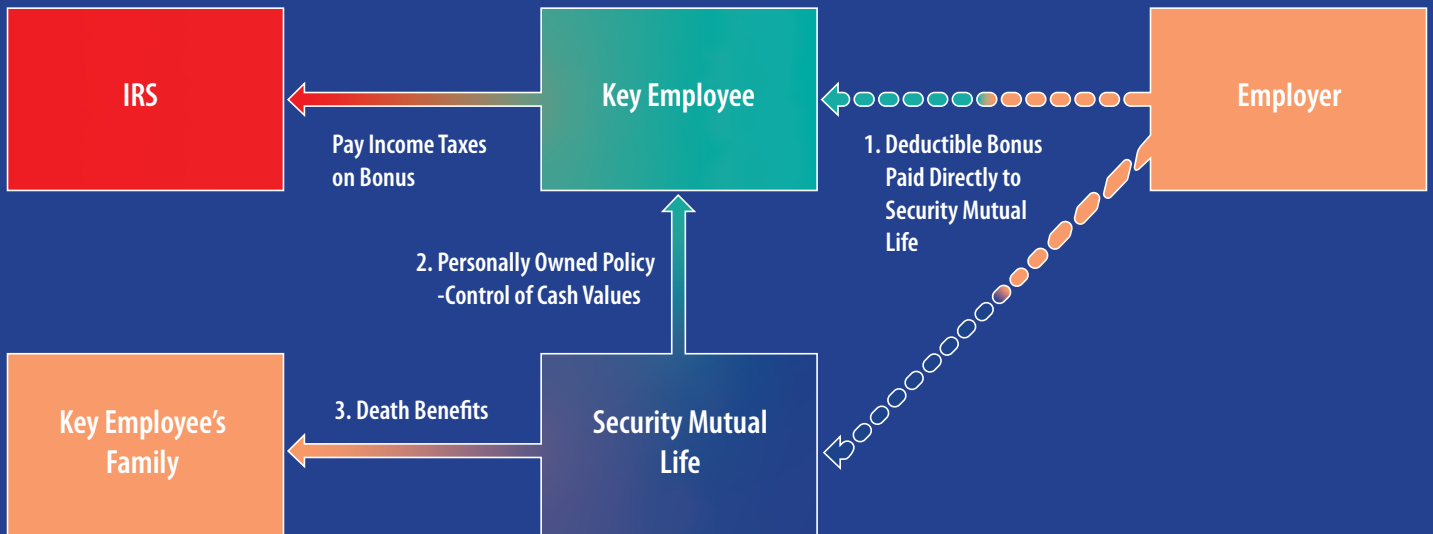 IRS
Key Employee
Employer
Pay Income Taxes
on Bonus
1. Deductible Bonus
Paid Directly to
Security Mutual
Life
2. Personally Owned Policy
-Control of Cash Values
Key Employee’s
Family
3. Death Benefits
Security Mutual
Life